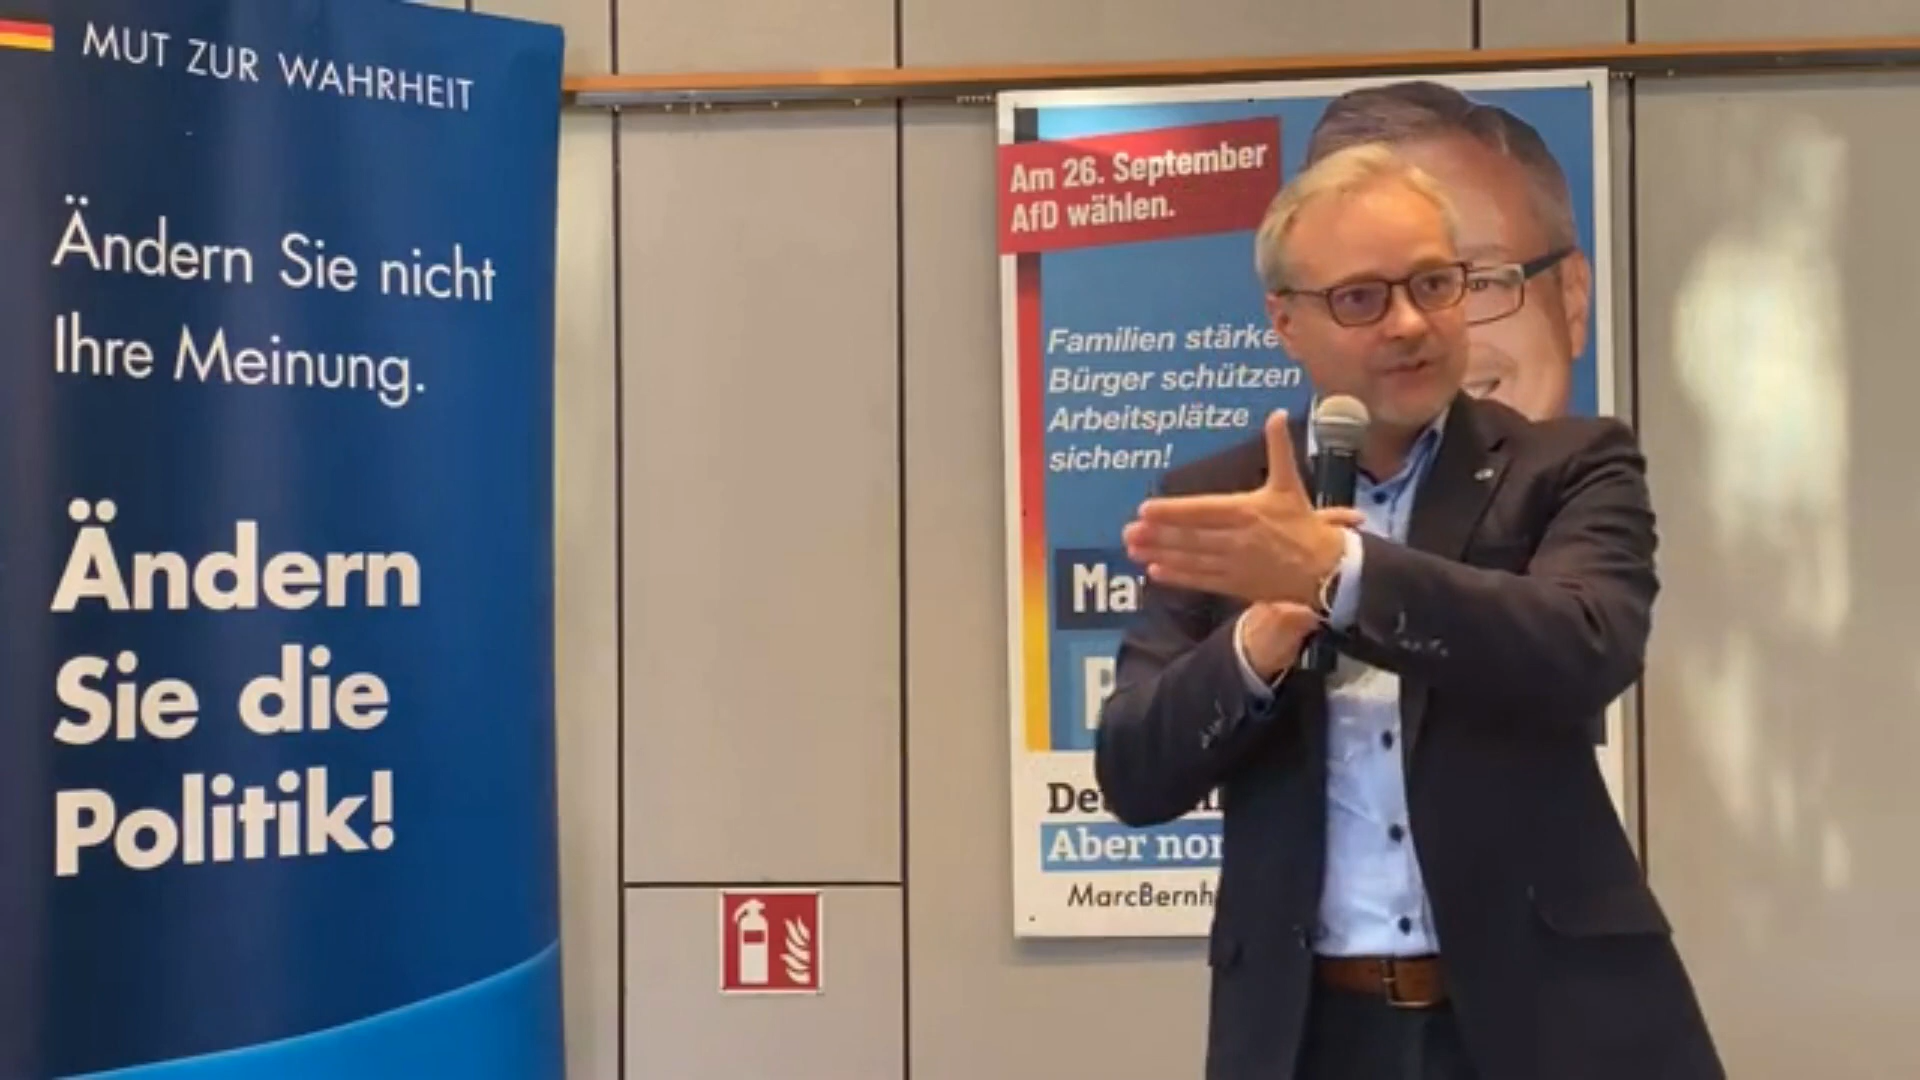 MUT ZUR WAHRHEIT
Ändern Sie nicht
Ihre Meinung.
Ändern
Sie die
Politik!
Am 26. September
AfD wählen.
Familien stärke
Bürger schützen
Arbeitsplätze
sichern!
Ma
Aber nor
MarcBernh